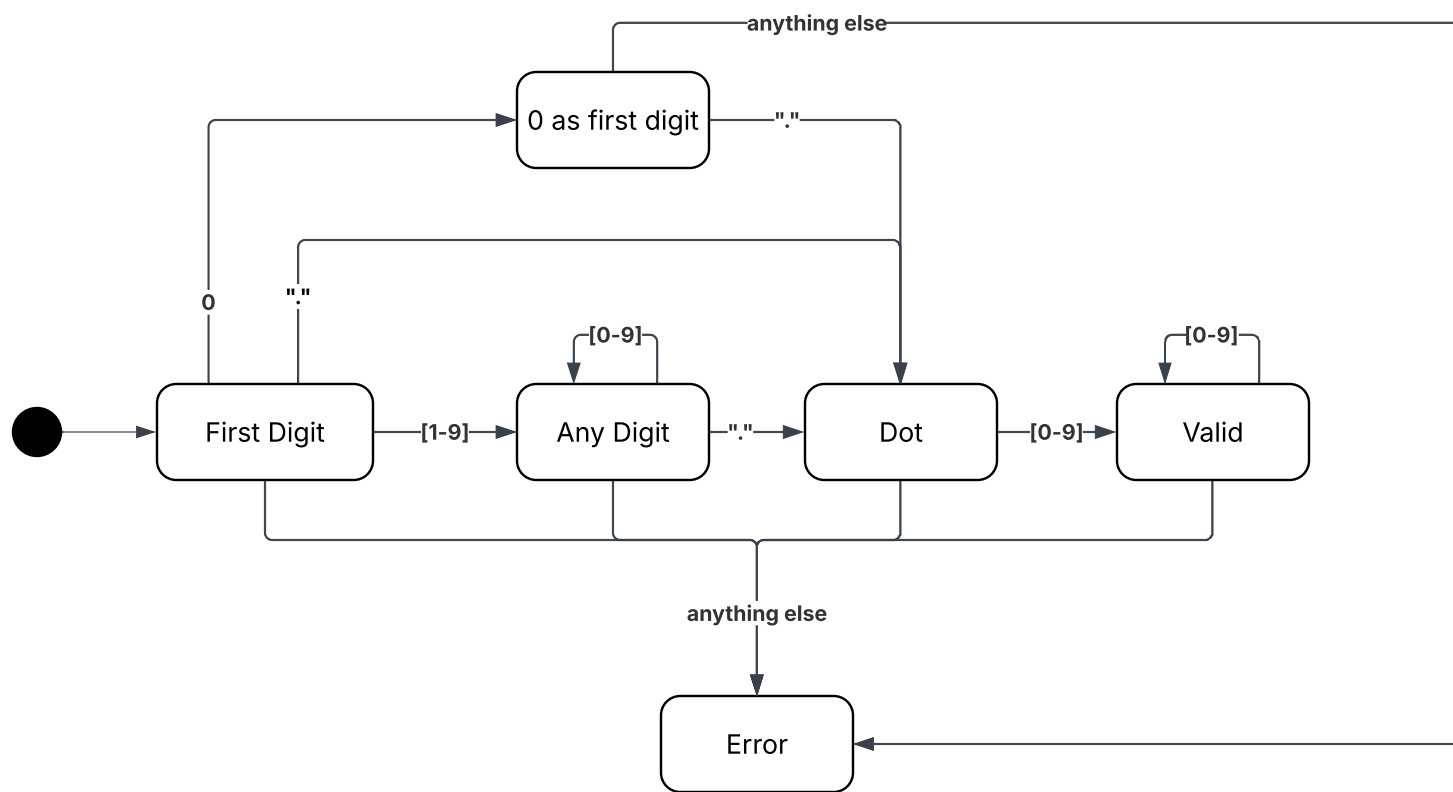 anything else
0 as first digit
"."
0
"."
[0-9]
[0-9]
First Digit
[1-9]
Any Digit
"."
Dot
[0-9]
Valid
anything else
Error